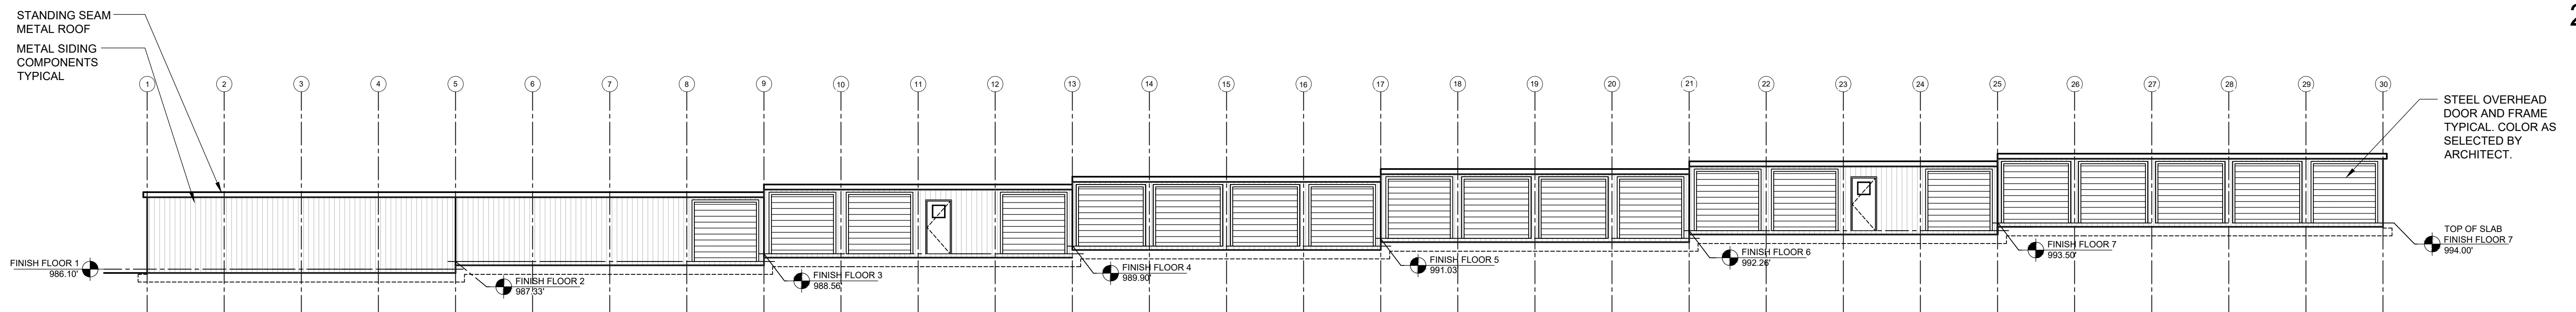 STANDING SEAM
METAL ROOF
METAL SIDING
COMPONENTS
TYPICAL
1
2
3
4
5
6
7
8
9
10
11
12
13
14
15
16
17
18
19
20
21
22
23
24
25
26
27
28
29
30
STEEL OVERHEAD
DOOR AND FRAME
TYPICAL. COLOR AS
SELECTED BY
ARCHITECT.
FINISH FLOOR 1
986.10'
FINISH FLOOR 2
987.33'
FINISH FLOOR 3
988.56'
FINISH FLOOR 4
989.90'
FINISH FLOOR 5
991.03'
FINISH FLOOR 6
992.26'
FINISH FLOOR 7
993.50'
TOP OF SLAB
FINISH FLOOR 7
994.00'